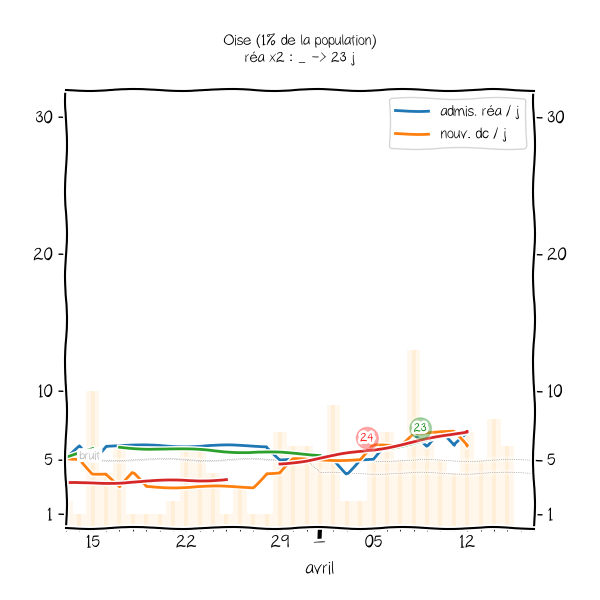 Oise (1% de la population)
réa x2 : _ -> 23 j
admis. réa / j
nouv. dc / j
30
30
20
20
10
10
24
23
bruit
5
5
1
1
15
22
29
05
12
avril